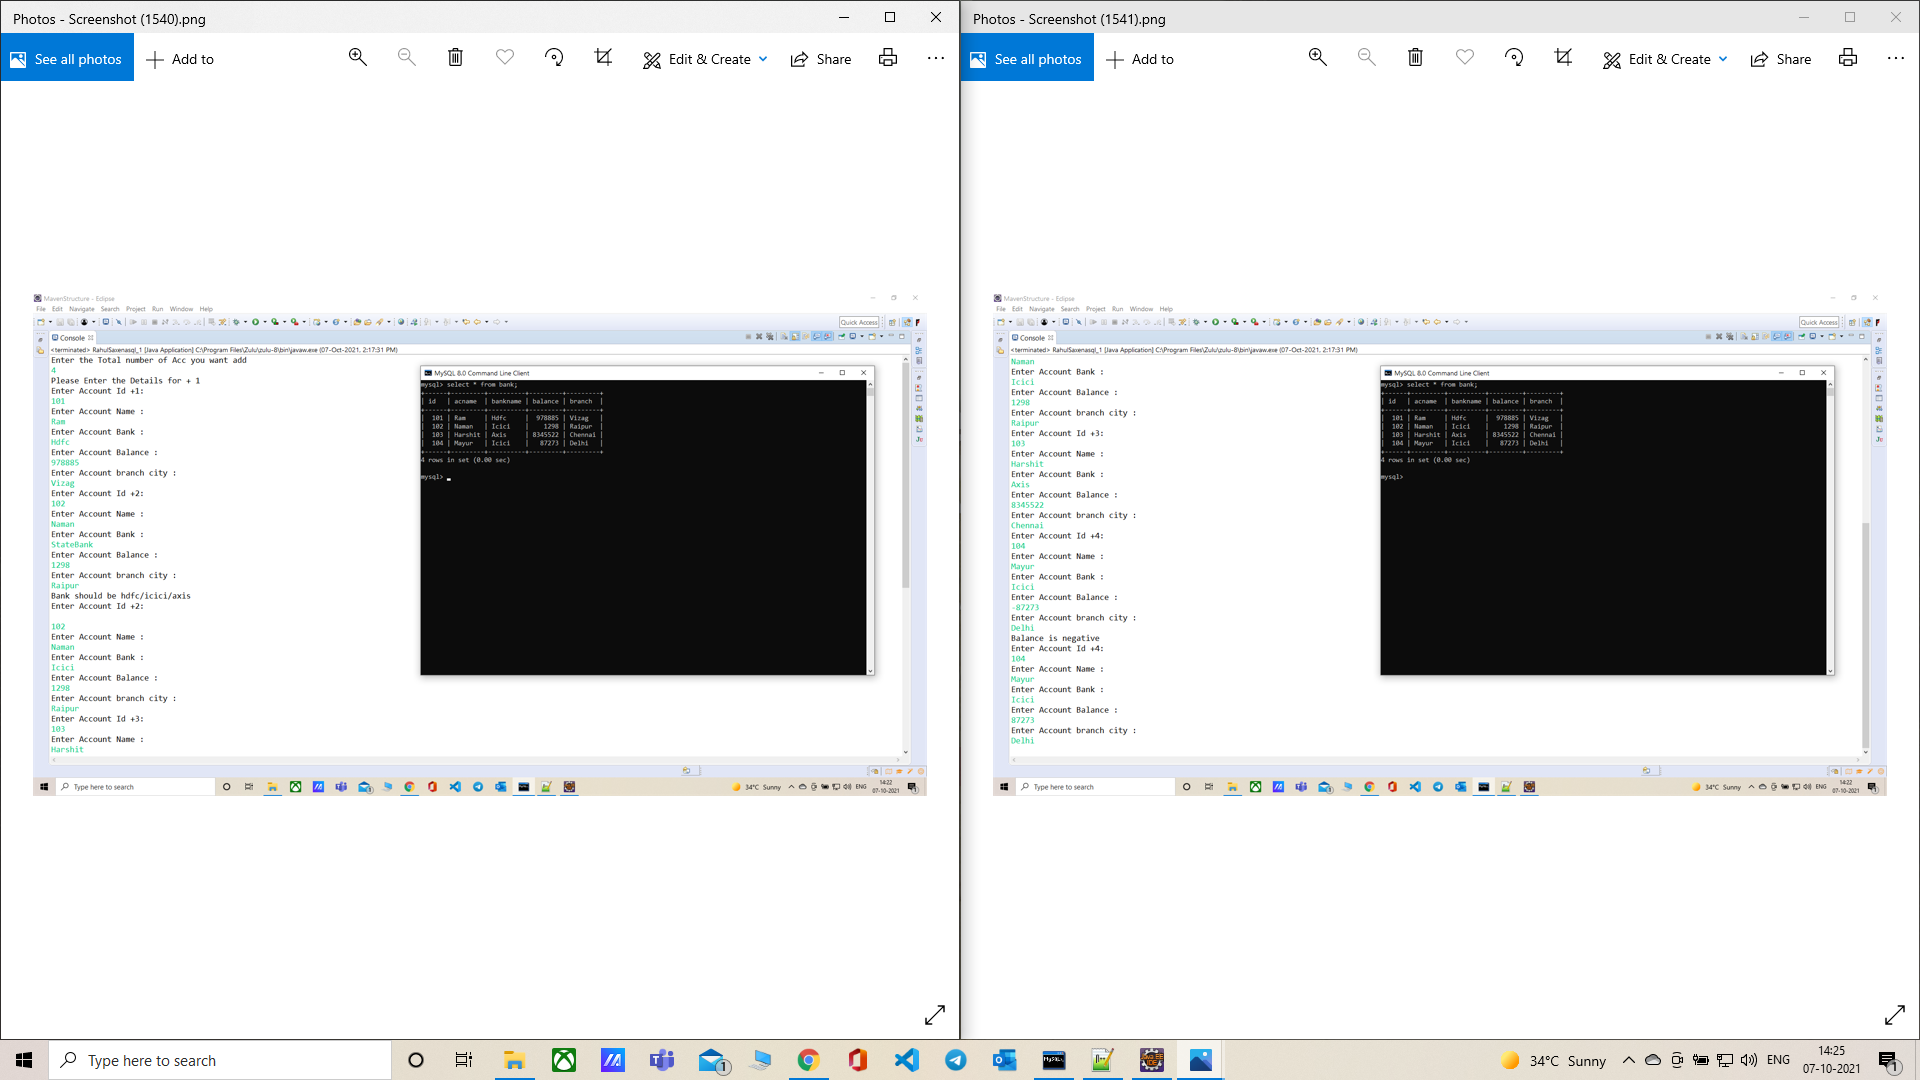 Photos - Screenshot (1540).png
See all photos
Add to
Edit & Create
Share
MavenStructure - Eclipse
File Edit Navigate Search Project Run Window Help
Quick Access
Console
<terminated> RahulSaxenasql_1 [Java Application] C:\Program Files\Zulu\zulu-8\bin\javaw.exe (07-Oct-2021, 2:17:31 PM)
Enter the Total number of Acc you want add
4
Please Enter the Details for + 1
Enter Account Id +1:
101
Enter Account Name :
Ram
Enter Account Bank :
Hdfc
Enter Account Balance :
978885
Enter Account branch city :
Vizag
Enter Account Id +2:
102
Enter Account Name :
Naman
Enter Account Bank :
StateBank
Enter Account Balance :
1298
Enter Account branch city :
Raipur
Bank should be hdfc/icici/axis
Enter Account Id +2:
102
Enter Account Name :
Naman
Enter Account Bank :
Icici
Enter Account Balance :
1298
Enter Account branch city :
Raipur
Enter Account Id +3:
103
Enter Account Name :
Harshit
MySQL 8.0 Command Line Client
mysql> select * from bank;
+------+---------+----------+---------+---------+
| id | acname | bankname | balance | branch |
+------+---------+----------+---------+---------+
| 101 | Ram | Hdfc | 978885 | Vizag |
| 102 | Naman | Icici | 1298 | Raipur |
| 103 | Harshit | Axis | 8345522 | Chennai |
| 104 | Mayur | Icici | 87273 | Delhi |
+------+---------+----------+---------+---------+
4 rows in set (0.00 sec)
mysql>
Type here to search
34°C Sunny
ENG
14:22
07-10-2021
Photos - Screenshot (1541).png
See all photos
Add to
Edit & Create
Share
MavenStructure - Eclipse
File Edit Navigate Search Project Run Window Help
Quick Access
Console
<terminated> RahulSaxenasql_1 [Java Application] C:\Program Files\Zulu\zulu-8\bin\javaw.exe (07-Oct-2021, 2:17:31 PM)
Naman
Enter Account Bank :
Icici
Enter Account Balance :
1298
Enter Account branch city :
Raipur
Enter Account Id +3:
103
Enter Account Name :
Harshit
Enter Account Bank :
Axis
Enter Account Balance :
8345522
Enter Account branch city :
Chennai
Enter Account Id +4:
104
Enter Account Name :
Mayur
Enter Account Bank :
Icici
Enter Account Balance :
-87273
Enter Account branch city :
Delhi
Balance is negative
Enter Account Id +4:
104
Enter Account Name :
Mayur
Enter Account Bank :
Icici
Enter Account Balance :
87273
Enter Account branch city :
Delhi
MySQL 8.0 Command Line Client
mysql> select * from bank;
+------+---------+----------+---------+---------+
| id | acname | bankname | balance | branch |
+------+---------+----------+---------+---------+
| 101 | Ram | Hdfc | 978885 | Vizag |
| 102 | Naman | Icici | 1298 | Raipur |
| 103 | Harshit | Axis | 8345522 | Chennai |
| 104 | Mayur | Icici | 87273 | Delhi |
+------+---------+----------+---------+---------+
4 rows in set (0.00 sec)
mysql>
Type here to search
34°C Sunny
ENG
14:22
07-10-2021
Type here to search
1
34°C Sunny
ENG
14:25
07-10-2021
1